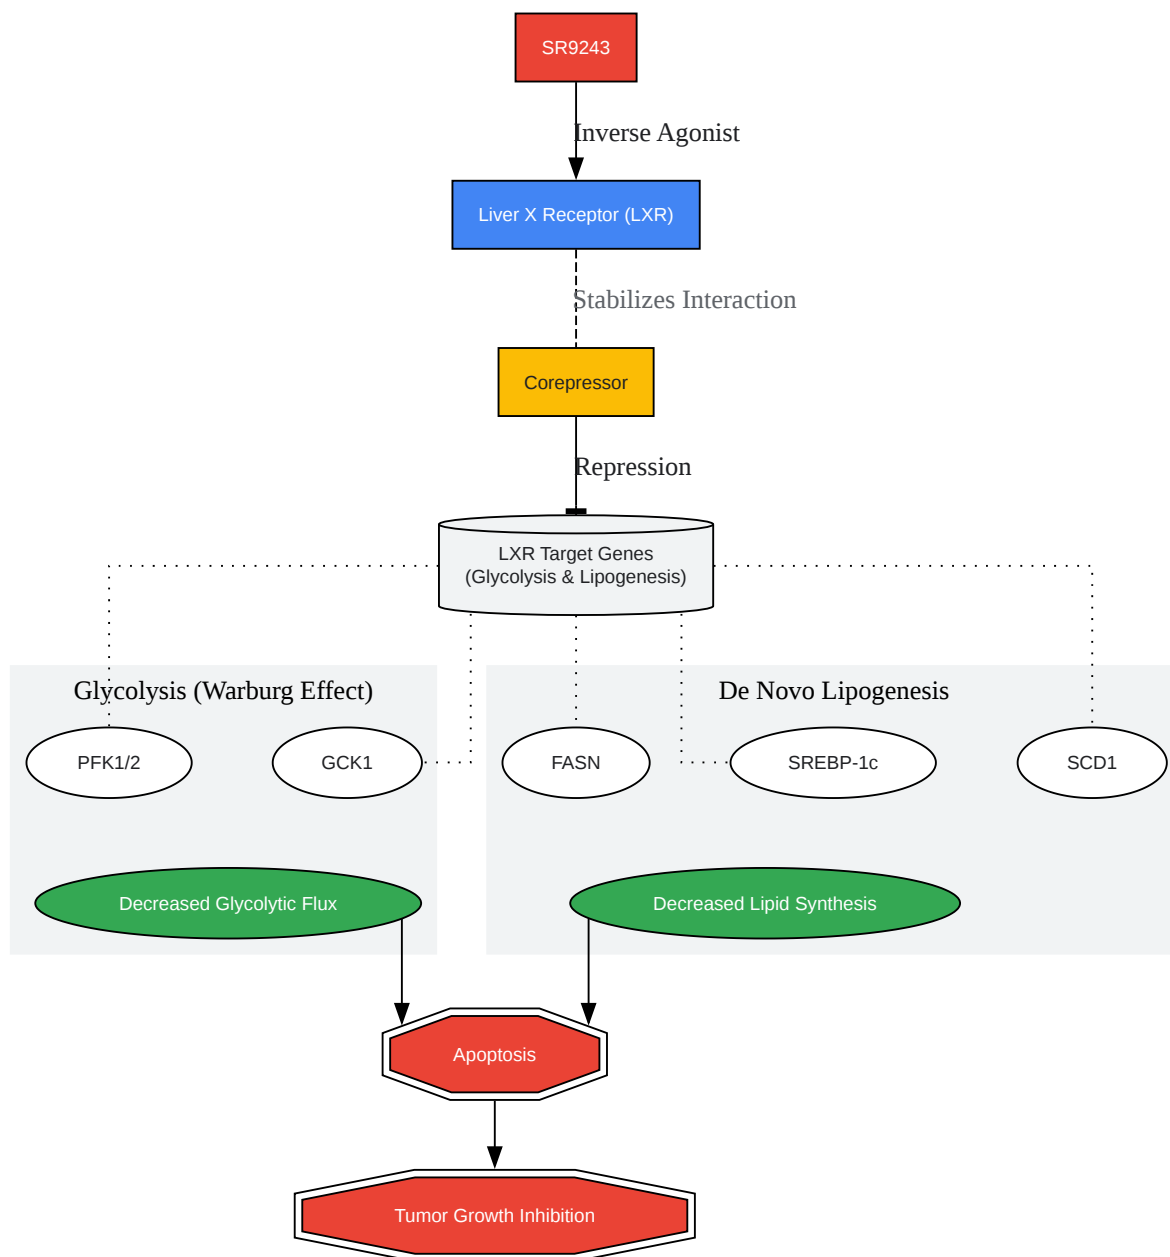 SR9243
Inverse Agonist
Liver X Receptor (LXR)
Stabilizes Interaction
Corepressor
Repression
LXR Target Genes
(Glycolysis & Lipogenesis)
Glycolysis (Warburg Effect)
De Novo Lipogenesis
PFK1/2
GCK1
FASN
SREBP-1c
SCD1
Decreased Glycolytic Flux
Decreased Lipid Synthesis
Apoptosis
Tumor Growth Inhibition